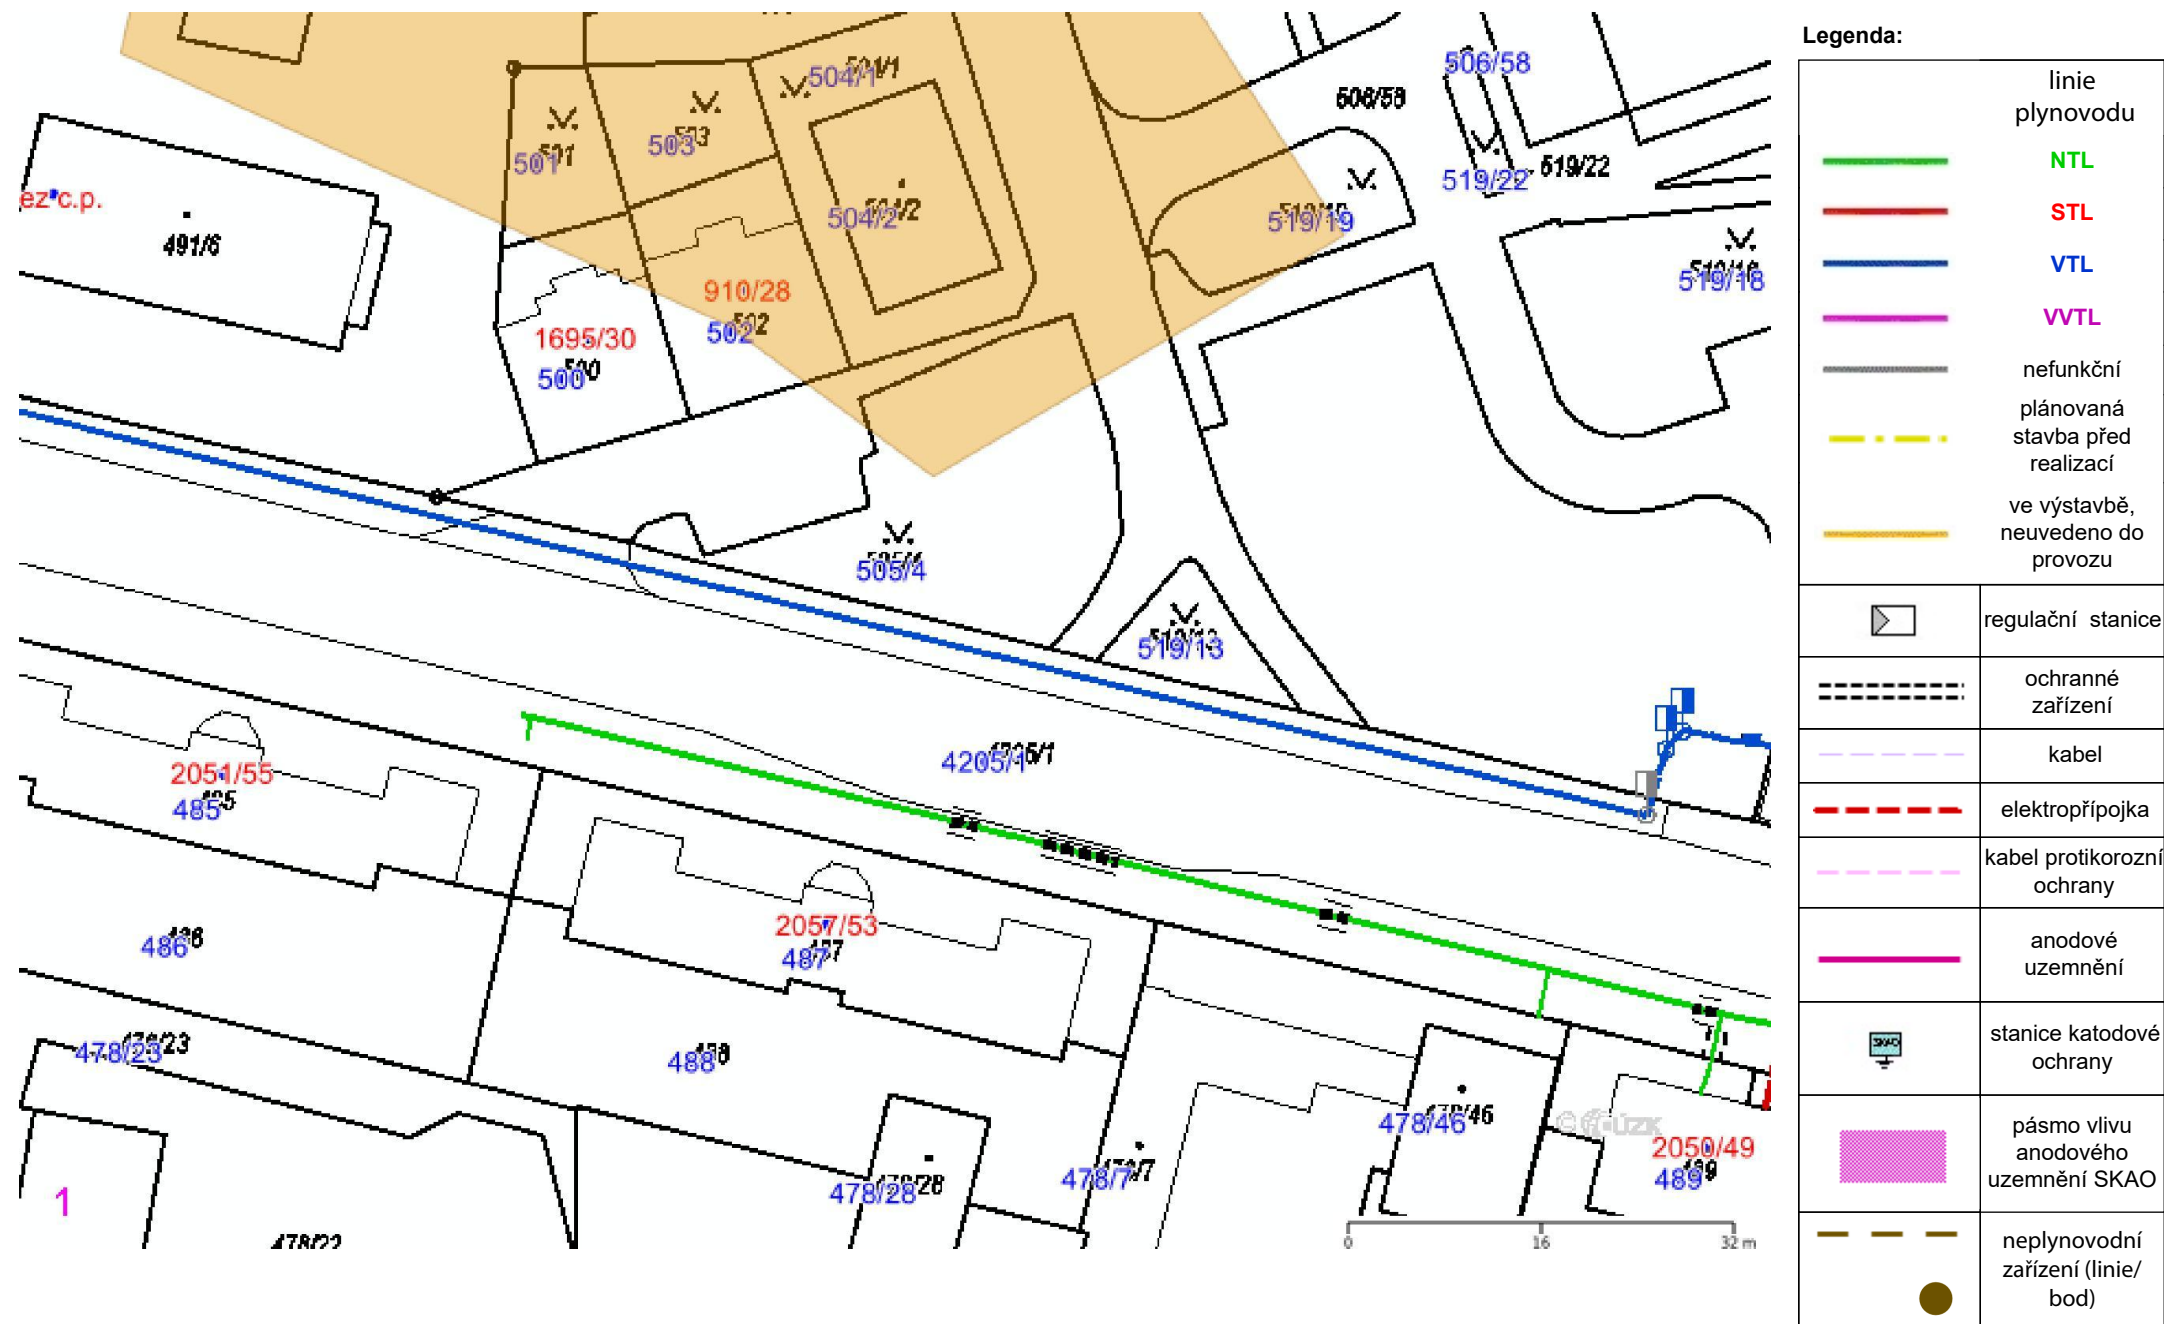 Legenda:
linie
plynovodu
NTL
STL
VTL
VVTL
nefunkční
plánovaná
stavba před
realizací
ve výstavbě,
neuvedeno do
provozu
regulační stanice
ochranné
zařízení
kabel
elektropřípojka
kabel protikorozní
ochrany
anodové
uzemnění
SKAO
stanice katodové
ochrany
pásmo vlivu
anodového
uzemnění SKAO
neplynovodní
zařízení (linie/
bod)
504/1
506/58
506/58
501
503
519/22
519/22
ez c.p.
491/6
504/2
519/19
519/18
910/28
502
1695/30
500
505/4
519/13
4205/1
2051/55
485
2057/53
487
486
488
478/23
478/46
2050/49
489
478/28
478/7
1
478/22
0 16 32 m